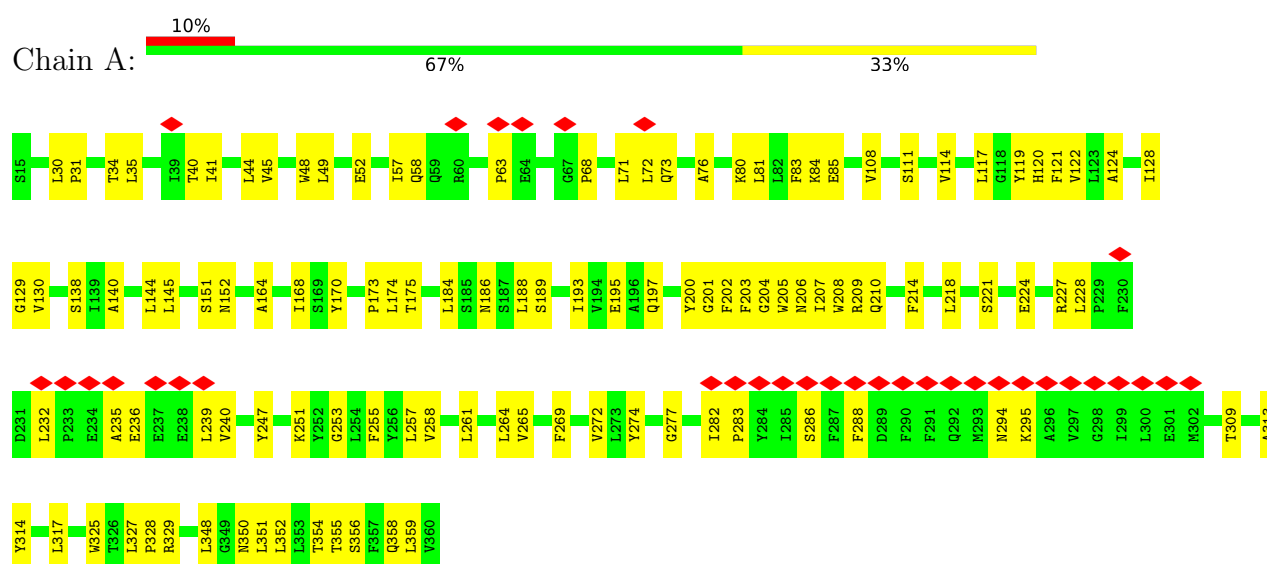 10%
Chain A:
67% 33%
S15 L30 P31 T34 L35 I39 T40 I41 L44 V45 W48 L49 E52 I57 Q58 Q59 R60 P63 E64 G67 P68 L71 L72 Q73 A76 K80 L81 L82 F83 K84 E85 V108 S111 V114 L117 G118 Y119 H120 F121 V122 L123 A124 I128
G129 V130 S138 I139 A140 L144 L145 S151 N152 A164 I168 S169 Y170 P173 L174 T175 L184 S185 N186 S187 L188 S189 I193 V194 E195 A196 Q197 Y200 G201 F202 F203 G204 W205 N206 I207 W208 R209 Q210 F214 L218 S221 E224 R227 L228 P229 F230
D231 L232 P233 E234 A235 E236 E237 E238 L239 V240 Y247 K251 Y252 G253 L254 F255 Y256 L257 V258 L261 L264 V265 F269 V272 L273 Y274 G277 I282 P283 Y284 I285 S286 F287 F288 D289 F290 F291 Q292 M293 N294 K295 A296 V297 G298 I299 L300 E301 M302 T309
Y314 L317 W325 T326 L327 P328 R329 L348 G349 N350 L351 L352 L353 T354 T355 S356 F357 Q358 L359 V360